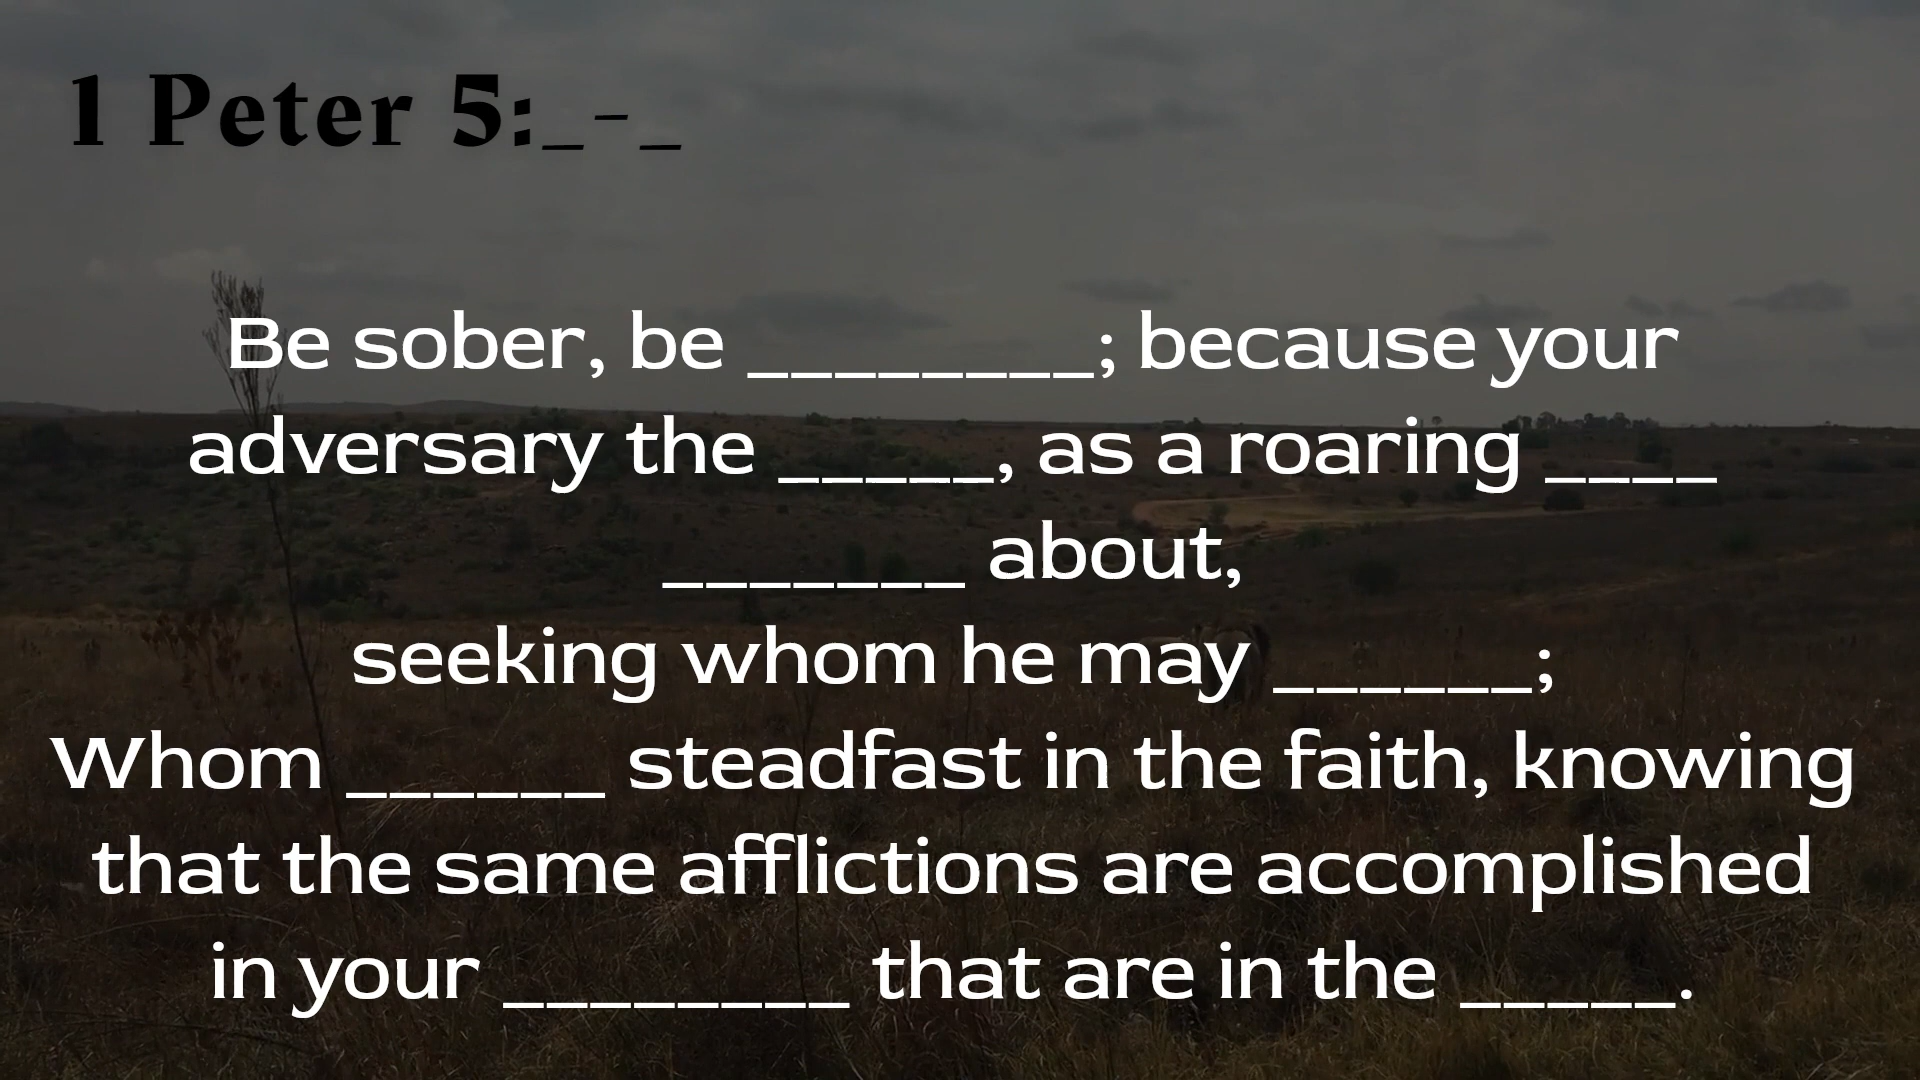 1 Peter 5:_-_
Be sober, be ________; because your
adversary the _____, as a roaring ____
_______ about,
seeking whom he may ______;
Whom ______ steadfast in the faith, knowing
that the same afflictions are accomplished
in your ________ that are in the _____.